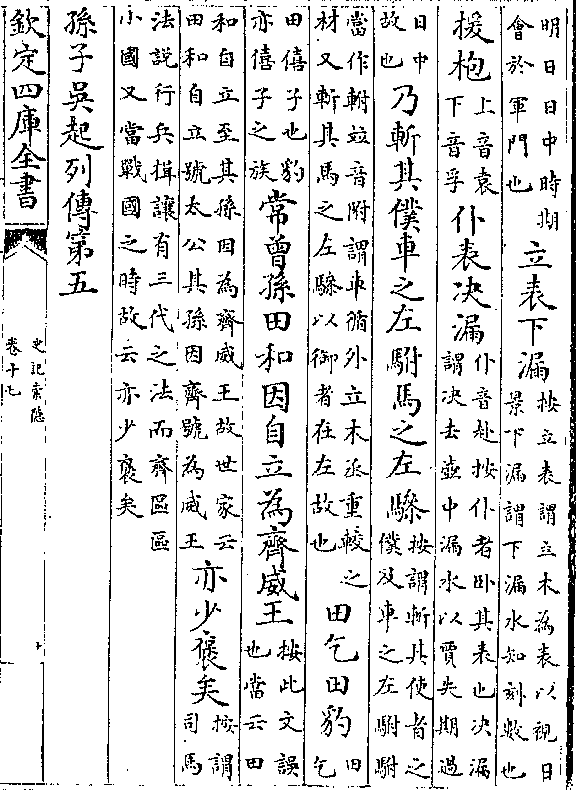 明日日中時期會於軍門也立表下漏按立表謂立木為表以視日景下漏謂下漏水知刻數也
援枹上音袁下音孚仆表决漏仆音赴按仆者卧其表也决漏謂决去壺中漏水以賈失期過
日中故也乃斬其僕車之左駙馬之左驂按謂斬其使者之僕及車之左駙駙
當作軵並音附謂車循外立木承重較之材又斬其馬之左驂以御者在左故也田乞田豹田乞
田僖子也豹亦僖子之族常曾孫田和因自立為齊威王按此文誤也當云田
和自立至其孫因為齊威王故世家云田和自立號太公其孫因齊號為威王亦少襃矣按謂司馬
法說行兵揖讓有三代之法而齊區區小國又當戰國之時故云亦少褒矣
孫子吳起列傳第五
欽定四庫全書
史記索隱
卷十七
十